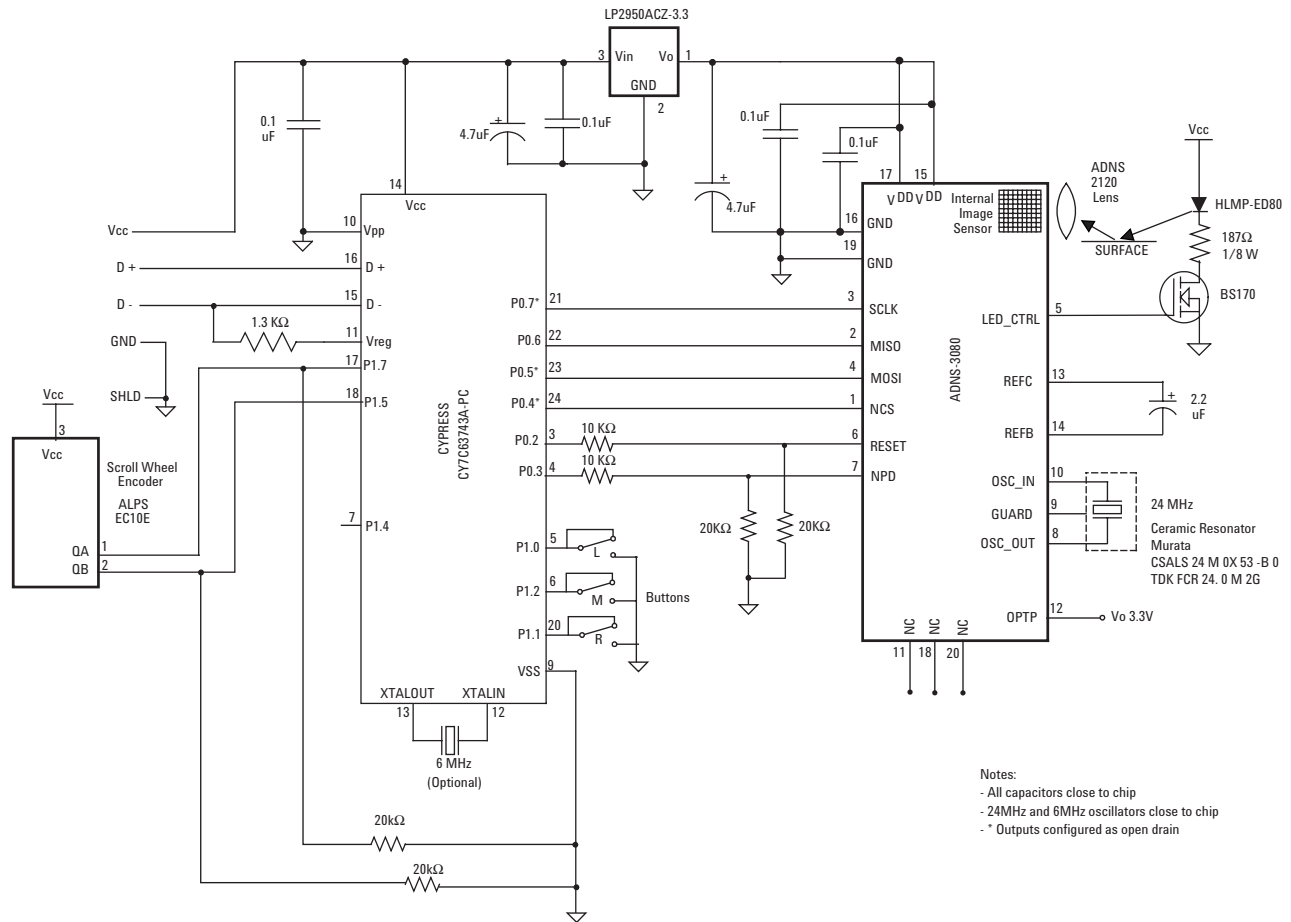 LP2950ACZ-3.3
3 Vin Vo 1
GND
2
0.1
uF
4.7uF
+
0.1uF
0.1uF
0.1uF
+
4.7uF
14
Vcc
Vcc
10
Vpp
D +
16
D +
D -
15
D -
1.3 KΩ
11
Vreg
GND
17
P1.7
SHLD
18
P1.5
Vcc
3
Vcc
Scroll Wheel
Encoder
ALPS
EC10E
QA
1
QB
2
7
P1.4
CYPRESS
CY7C63743A-PC
P0.7* 21
P0.6 22
P0.5* 23
P0.4* 24
P0.2 3
10 KΩ
P0.3 4
10 KΩ
20KΩ
20KΩ
P1.0 5
L
P1.2 6
M
P1.1 20
R
Buttons
VSS 9
XTALOUT XTALIN
13 12
6 MHz
(Optional)
20kΩ
20kΩ
17 15
VDD VDD
Internal
Image
Sensor
16
GND
19
GND
3
SCLK
2
MISO
4
MOSI
1
NCS
6
RESET
7
NPD
ADNS-3080
ADNS
2120
Lens
SURFACE
Vcc
HLMP-ED80
187Ω
1/8 W
BS170
LED_CTRL 5
REFC 13
+
2.2
uF
REFB 14
OSC_IN 10
GUARD 9
OSC_OUT 8
24 MHz
Ceramic Resonator
Murata
CSALS 24 M 0X 53 -B 0
TDK FCR 24. 0 M 2G
OPTP 12
Vo 3.3V
NC NC NC
11 18 20
Notes:
- All capacitors close to chip
- 24MHz and 6MHz oscillators close to chip
- * Outputs configured as open drain